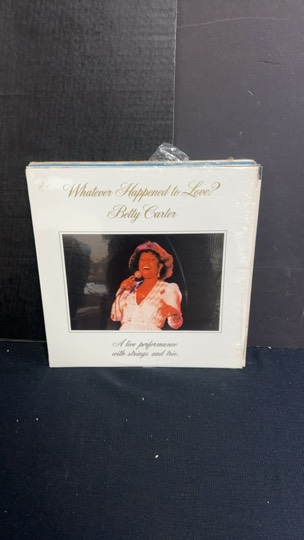 Whatever Happened to Love?
Betty Carter
A live performance
with strings and trio.